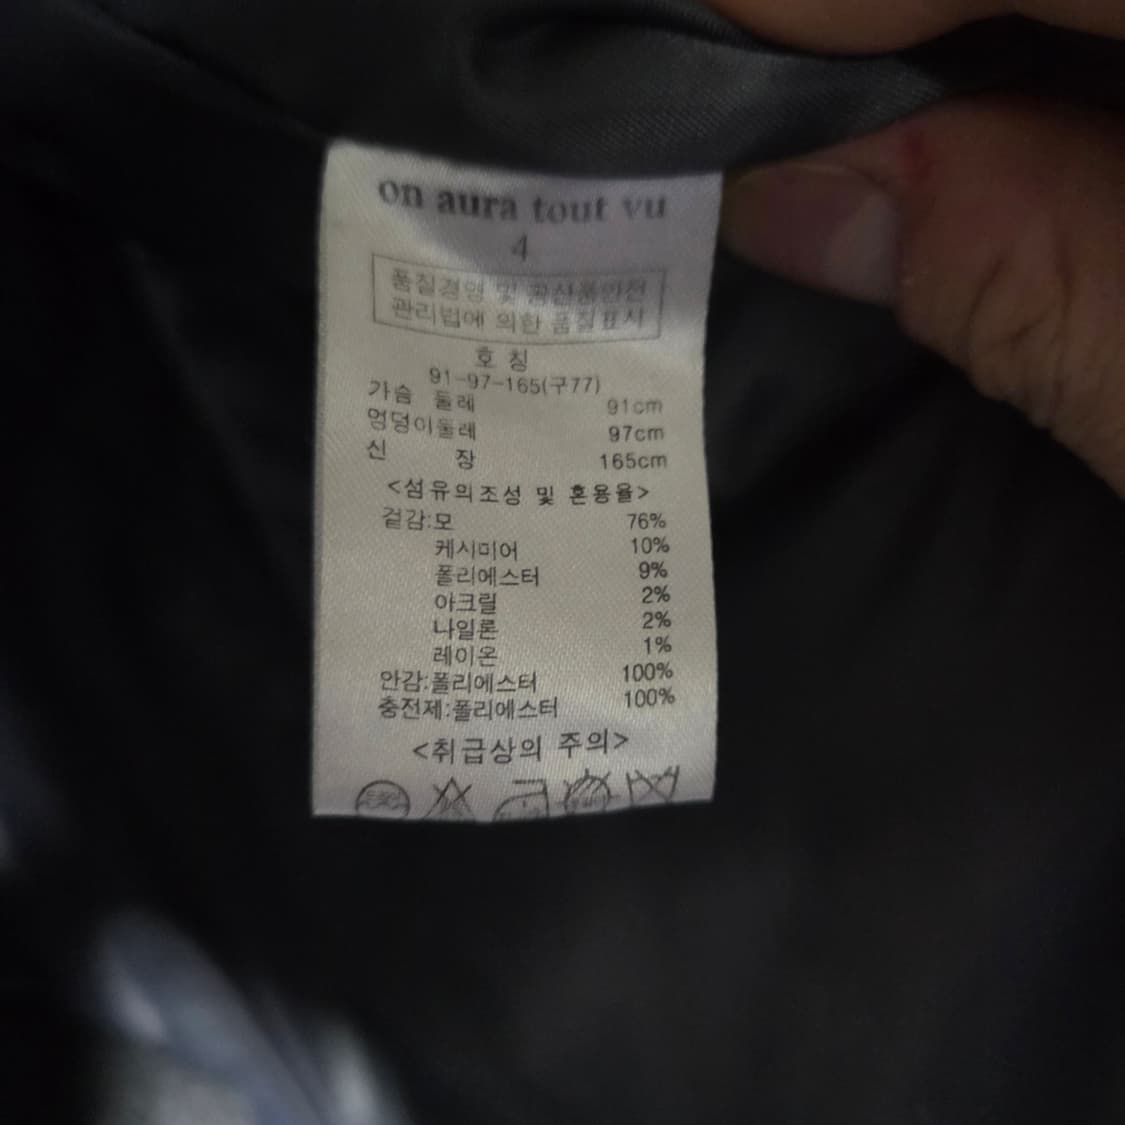 on aura tout vu
4
품질경영 및 공산품안전
관리법에 의한 품질표시
호 칭
91-97-165(구77)
가슴 둘레 91cm
엉덩이둘레 97cm
신 장 165cm
<섬유의조성 및 혼용율>
겉감:모 76%
케시미어 10%
폴리에스터 9%
아크릴 2%
나일론 2%
레이온 1%
안감:폴리에스터 100%
충전제:폴리에스터 100%
<취급상의 주의>